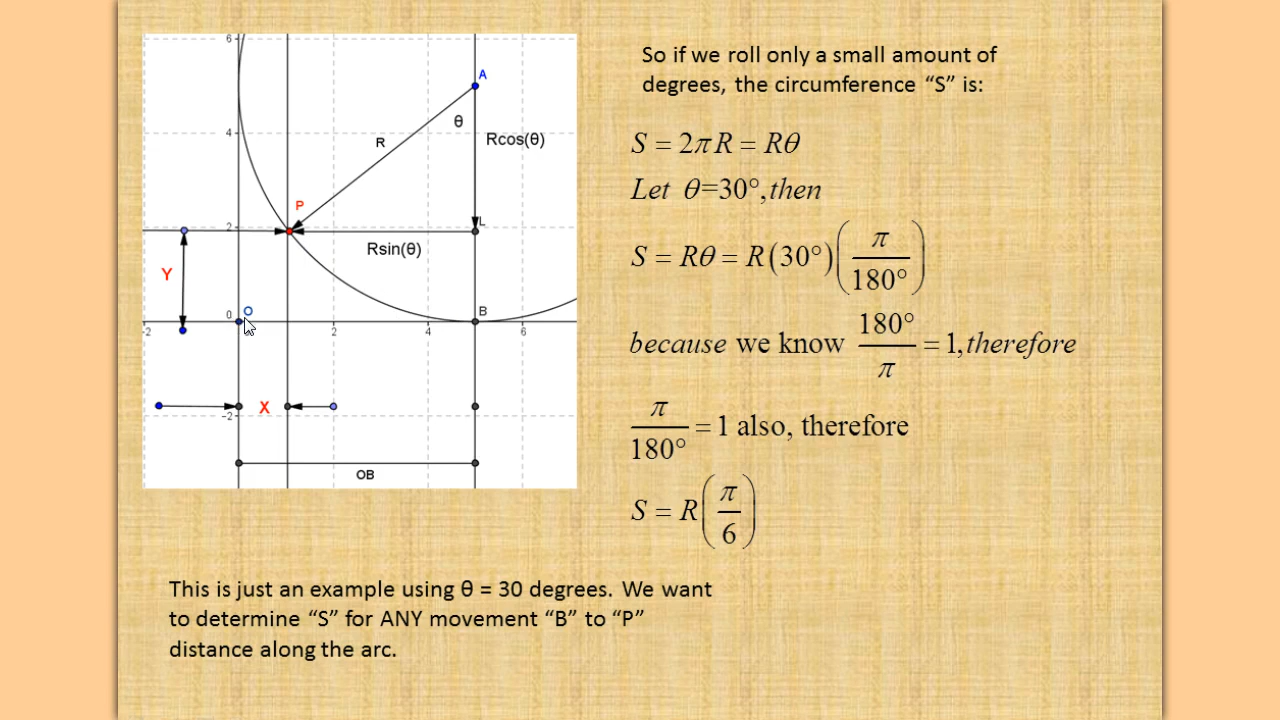 So if we roll only a small amount of
degrees, the circumference “S” is:
S = 2πR = Rθ
Let θ=30°,then
S = Rθ = R(30°)(π/180°)
because we know 180°/π = 1,therefore
π/180° = 1 also, therefore
S = R(π/6)
6
A
θ
R
Rcos(θ)
4
P
2
L
Rsin(θ)
Y
0
O
B
2
2
4
6
X
−2
OB
This is just an example using θ = 30 degrees. We want
to determine “S” for ANY movement “B” to “P”
distance along the arc.